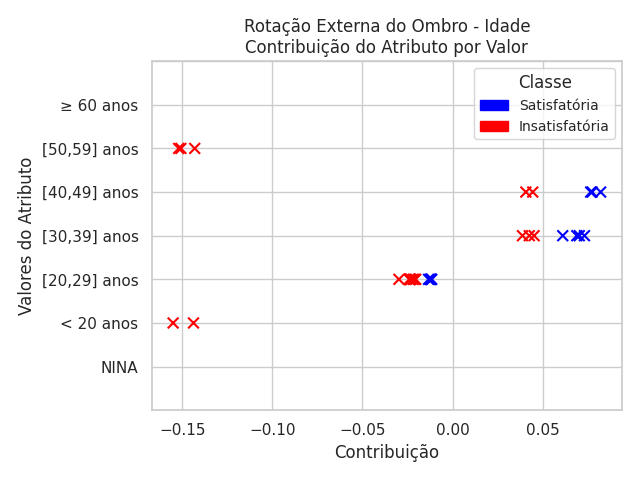 Rotação Externa do Ombro - Idade
Contribuição do Atributo por Valor
Classe
Satisfatória
Insatisfatória
Valores do Atributo
≥ 60 anos
[50,59] anos
[40,49] anos
[30,39] anos
[20,29] anos
< 20 anos
NINA
−0.15 −0.10 −0.05 0.00 0.05
Contribuição